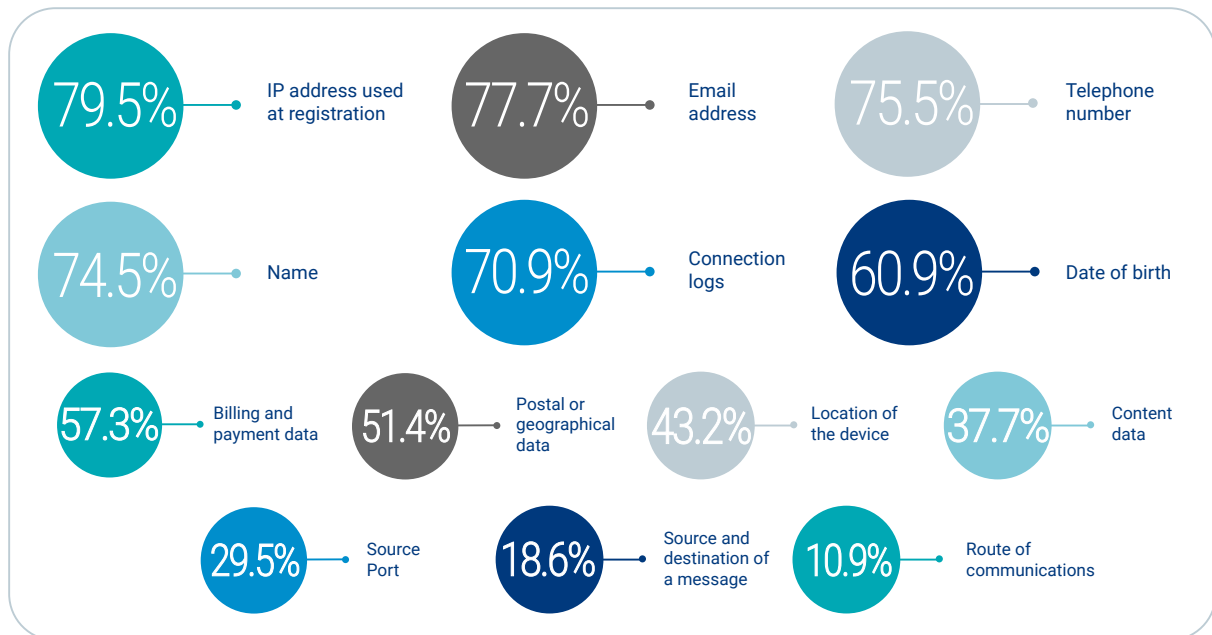 79.5%
IP address used
at registration
77.7%
Email
address
75.5%
Telephone
number
74.5%
Name
70.9%
Connection
logs
60.9%
Date of birth
57.3%
Billing and
payment data
51.4%
Postal or
geographical
data
43.2%
Location of
the device
37.7%
Content
data
29.5%
Source
Port
18.6%
Source and
destination of
a message
10.9%
Route of
communications